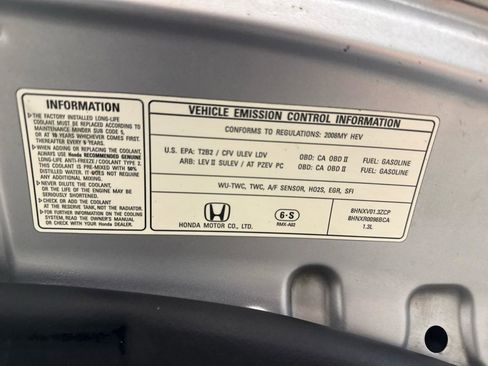 INFORMATION
▷THE FACTORY INSTALLED LONG-LIFE
COOLANT MUST BE REPLACED ACCORDING TO
MAINTENANCE MINDER SUB CODE 5,
OR AT 10 YEARS WHICHEVER COMES FIRST.
THEREAFTER EVERY 5 YEARS.
▷WHEN ADDING OR REPLACING THE COOLANT,
ALWAYS USE Honda RECOMMENDED GENUINE
LONG-LIFE ANTI-FREEZE / COOLANT TYPE 2.
THIS COOLANT IS PRE-MIXED WITH 50%
DISTILLED WATER. IT DOES NOT REQUIRE
ANY ADDITIONAL MIXING.
▷NEVER DILUTE THE COOLANT,
OR THE LIFE OF THE ENGINE
MAY BE SERIOUSLY DIMINISHED.
▷CHECK OR ADD THE COOLANT
AT THE RESERVE TANK, NOT THE RADIATOR.
▷FOR INFORMATION ON THE COOLING
SYSTEM, READ THE OWNER'S MANUAL
OR CHECK WITH YOUR Honda DEALER.
VEHICLE EMISSION CONTROL INFORMATION
CONFORMS TO REGULATIONS: 2008MY HEV
U.S. EPA: T2B2 / CFV ULEV LDV OBD: CA OBD II FUEL: GASOLINE
ARB: LEV II SULEV / AT PZEV PC OBD: CA OBD II FUEL: GASOLINE
WU-TWC, TWC, A/F SENSOR, HO2S, EGR, SFI
HONDA MOTOR CO., LTD.
6-S
RMX-A02
8HNXV01.3ZCP
8HNXR0098BCA
1.3L